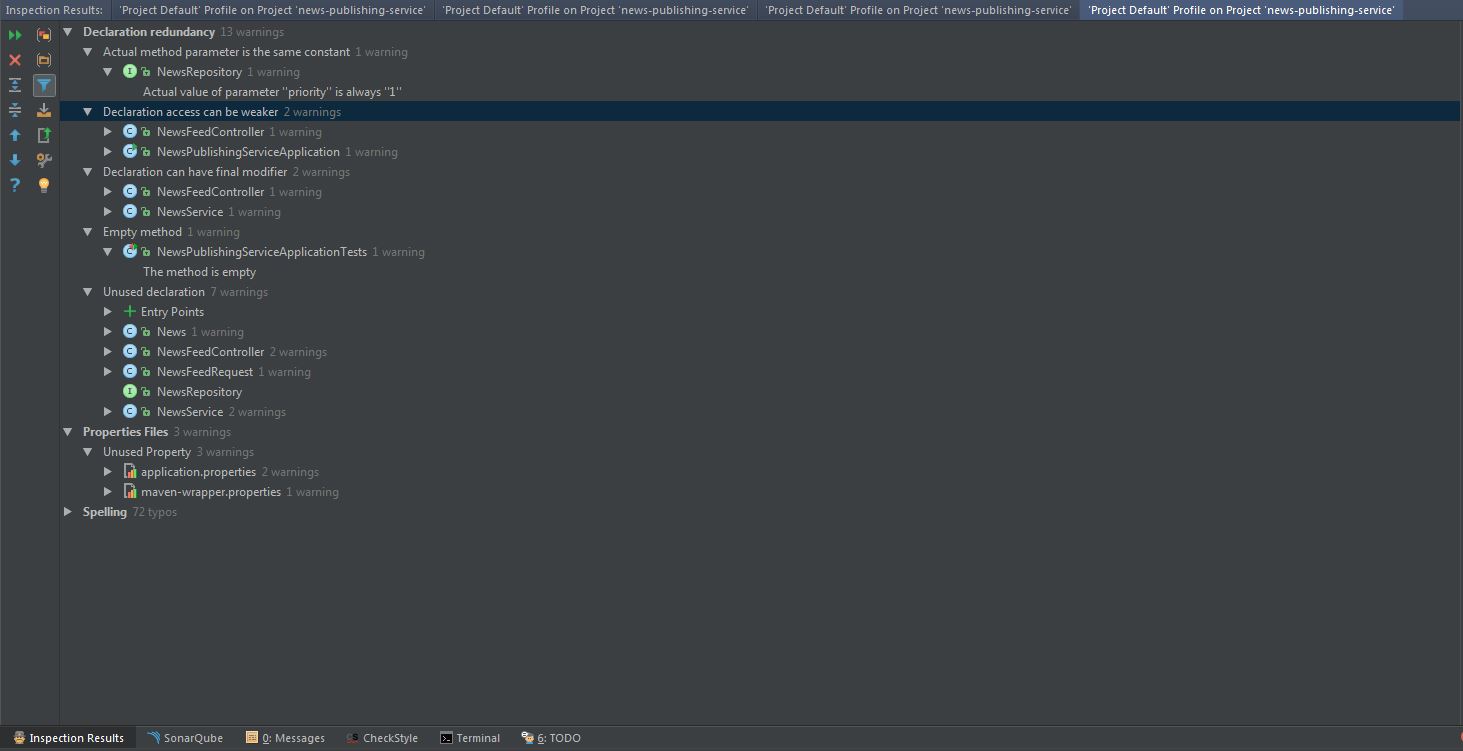 Inspection Results: 'Project Default' Profile on Project 'news-publishing-service' 'Project Default' Profile on Project 'news-publishing-service' 'Project Default' Profile on Project 'news-publishing-service' 'Project Default' Profile on Project 'news-publishing-service'
Declaration redundancy 13 warnings
Actual method parameter is the same constant 1 warning
I NewsRepository 1 warning
Actual value of parameter ''priority'' is always ''1''
Declaration access can be weaker 2 warnings
C NewsFeedController 1 warning
C NewsPublishingServiceApplication 1 warning
Declaration can have final modifier 2 warnings
C NewsFeedController 1 warning
C NewsService 1 warning
Empty method 1 warning
C NewsPublishingServiceApplicationTests 1 warning
The method is empty
Unused declaration 7 warnings
Entry Points
C News 1 warning
C NewsFeedController 2 warnings
C NewsFeedRequest 1 warning
I NewsRepository
C NewsService 2 warnings
Properties Files 3 warnings
Unused Property 3 warnings
application.properties 2 warnings
maven-wrapper.properties 1 warning
Spelling 72 typos
Inspection Results SonarQube 0: Messages CS CheckStyle Terminal 6: TODO